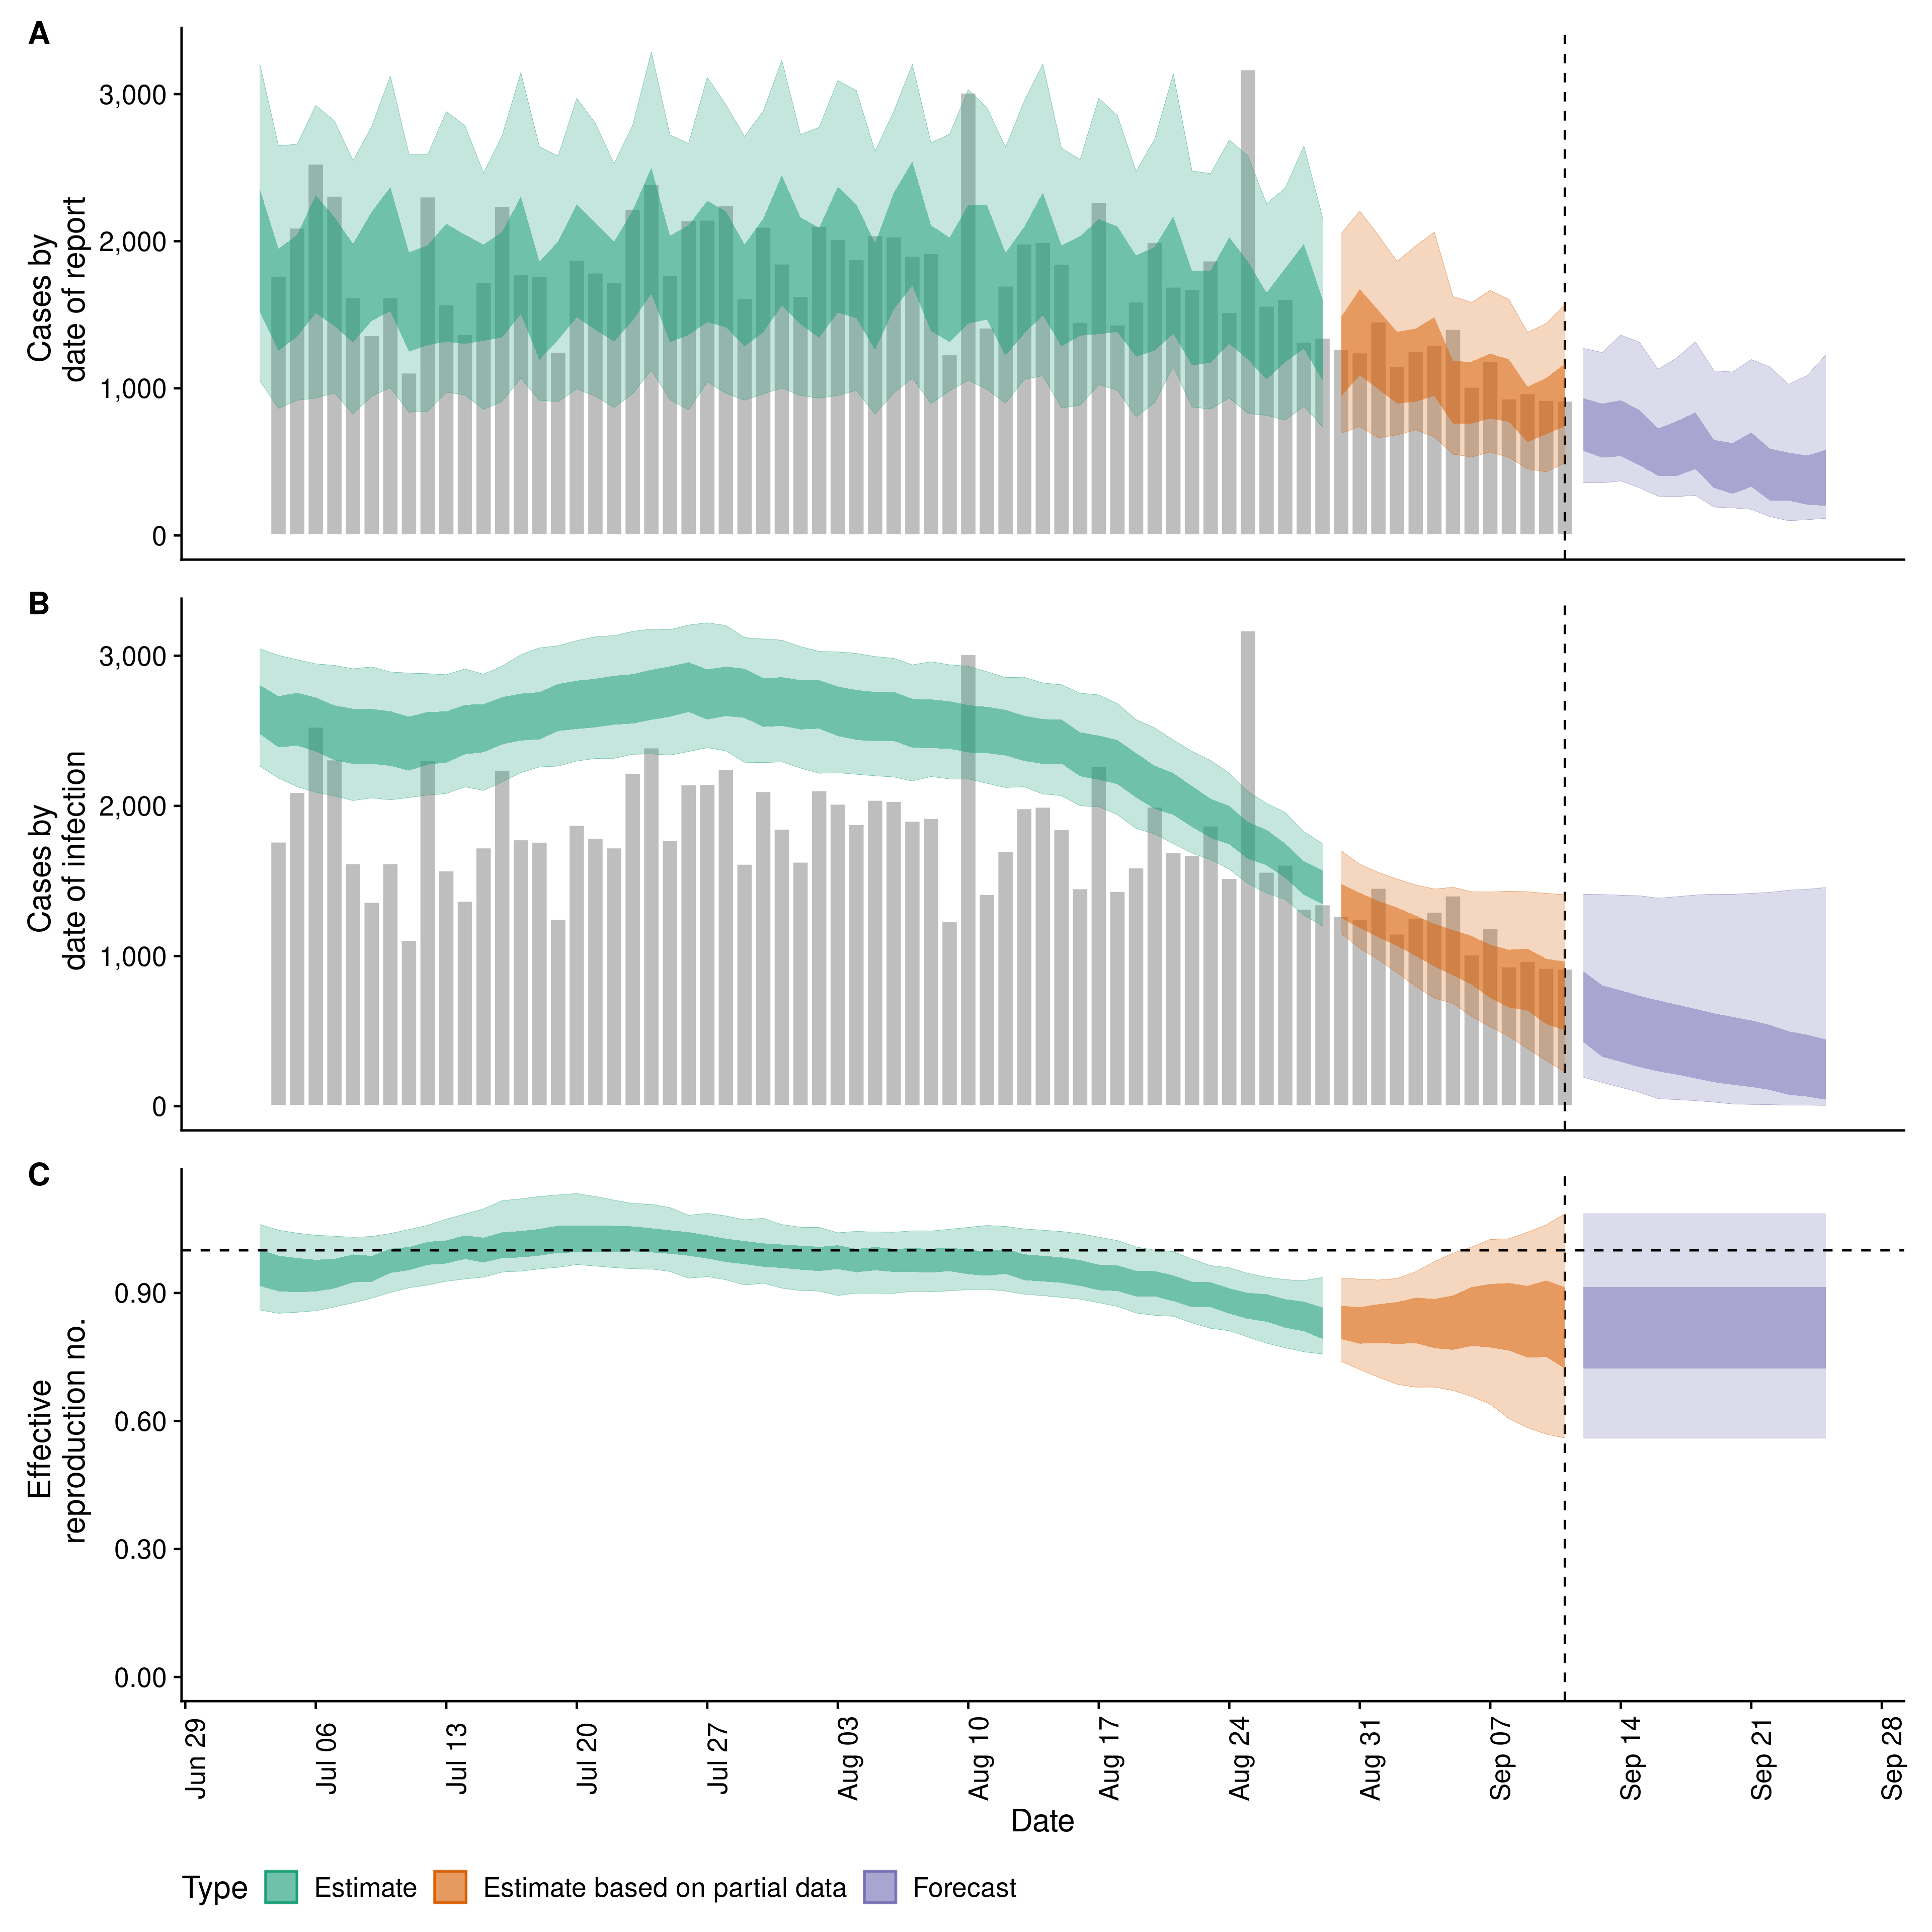 A
Cases by
date of report
3,000
2,000
1,000
0
B
Cases by
date of infection
3,000
2,000
1,000
0
C
Effective
reproduction no.
0.90
0.60
0.30
0.00
Jun 29
Jul 06
Jul 13
Jul 20
Jul 27
Aug 03
Aug 10
Aug 17
Aug 24
Aug 31
Sep 07
Sep 14
Sep 21
Sep 28
Date
Type Estimate Estimate based on partial data Forecast